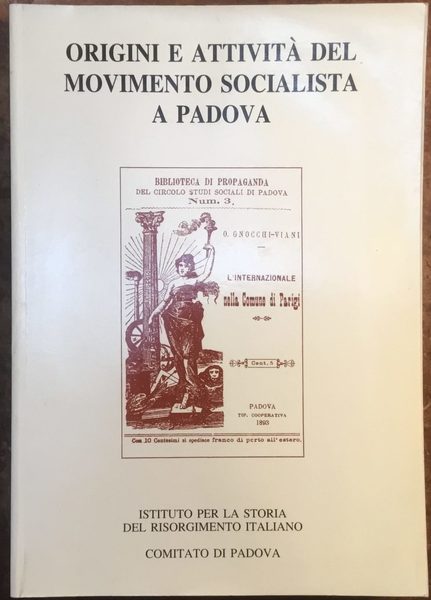 ORIGINI E ATTIVITÀ DEL
MOVIMENTO SOCIALISTA
A PADOVA
BIBLIOTECA DI PROPAGANDA
DEL CIRCOLO STUDI SOCIALI DI PADOVA
Num. 3.
O. GNOCCHI-VIANI
L'INTERNAZIONALE
nella Comune di Parigi
Cent. 5
PADOVA
TIP. COOPERATIVA
1893
Con 10 Centesimi si spedisce franco di porto all'estero.
ISTITUTO PER LA STORIA
DEL RISORGIMENTO ITALIANO
COMITATO DI PADOVA